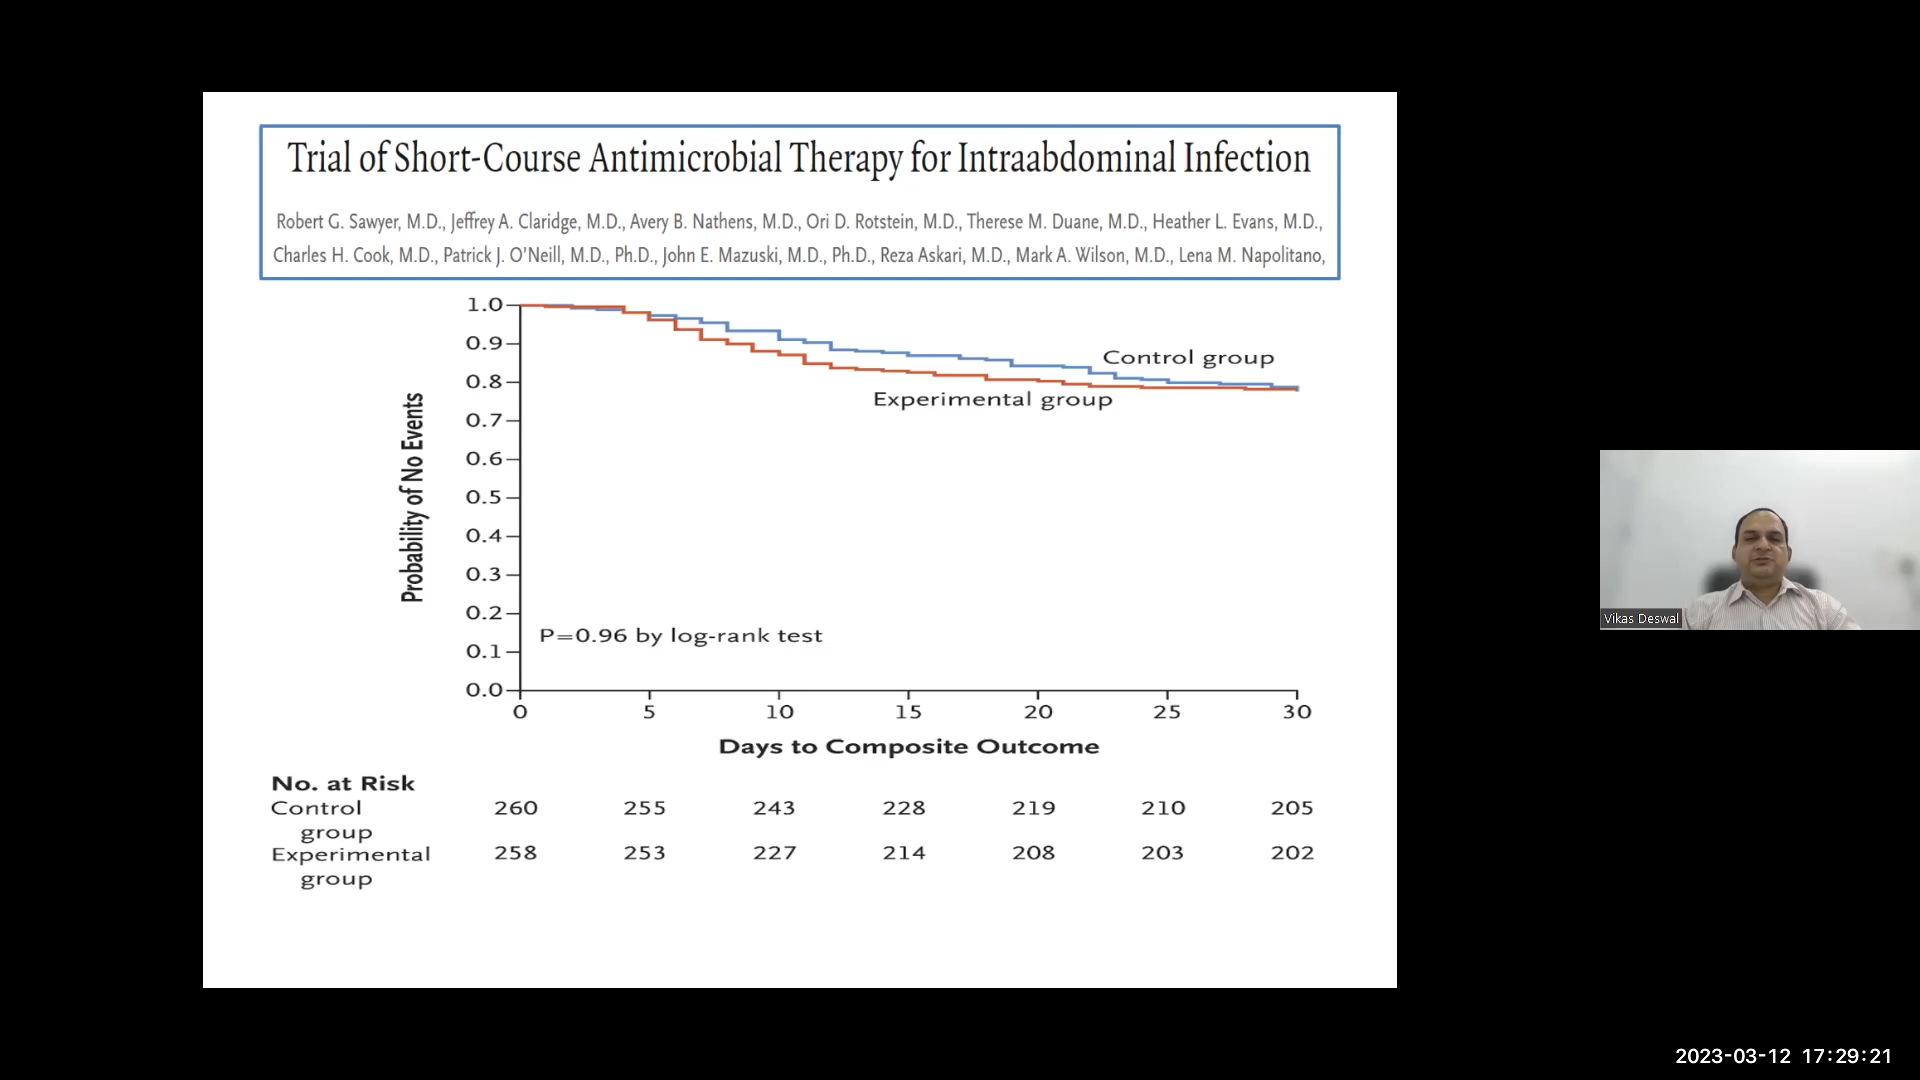 Trial of Short-Course Antimicrobial Therapy for Intraabdominal Infection
Robert G. Sawyer, M.D., Jeffrey A. Claridge, M.D., Avery B. Nathens, M.D., Ori D. Rotstein, M.D., Therese M. Duane, M.D., Heather L. Evans, M.D.,
Charles H. Cook, M.D., Patrick J. O’Neill, M.D., Ph.D., John E. Mazuski, M.D., Ph.D., Reza Askari, M.D., Mark A. Wilson, M.D., Lena M. Napolitano,
1.0
0.9
0.8
0.7
0.6
0.5
0.4
0.3
0.2
0.1
0.0
Probability of No Events
Control group
Experimental group
P=0.96 by log-rank test
0 5 10 15 20 25 30
Days to Composite Outcome
No. at Risk
Control 260 255 243 228 219 210 205
group
Experimental 258 253 227 214 208 203 202
group
Vikas Deswal
2023-03-12 17:29:21